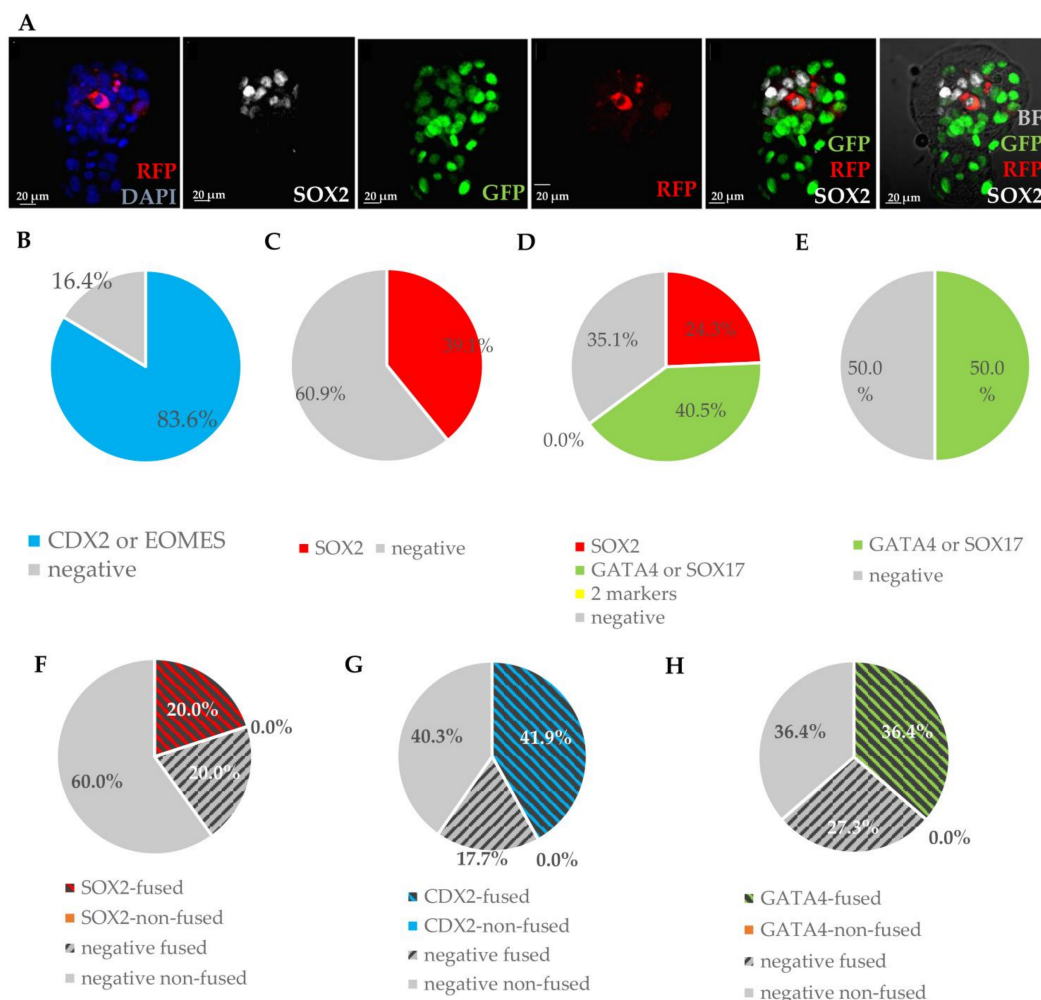 A
RFP
DAPI
20 µm
SOX2
20 µm
GFP
20 µm
RFP
20 µm
GFP
RFP
SOX2
20 µm
BF
GFP
RFP
SOX2
20 µm
B
16.4%
83.6%
CDX2 or EOMES
negative
C
39.1%
60.9%
SOX2 negative
D
35.1%
24.3%
40.5%
0.0%
SOX2
GATA4 or SOX17
2 markers
negative
E
50.0
%
50.0
%
GATA4 or SOX17
negative
F
20.0%
0.0%
20.0%
60.0%
SOX2-fused
SOX2-non-fused
negative fused
negative non-fused
G
40.3%
41.9%
17.7%
0.0%
CDX2-fused
CDX2-non-fused
negative fused
negative non-fused
H
36.4%
36.4%
27.3%
0.0%
GATA4-fused
GATA4-non-fused
negative fused
negative non-fused